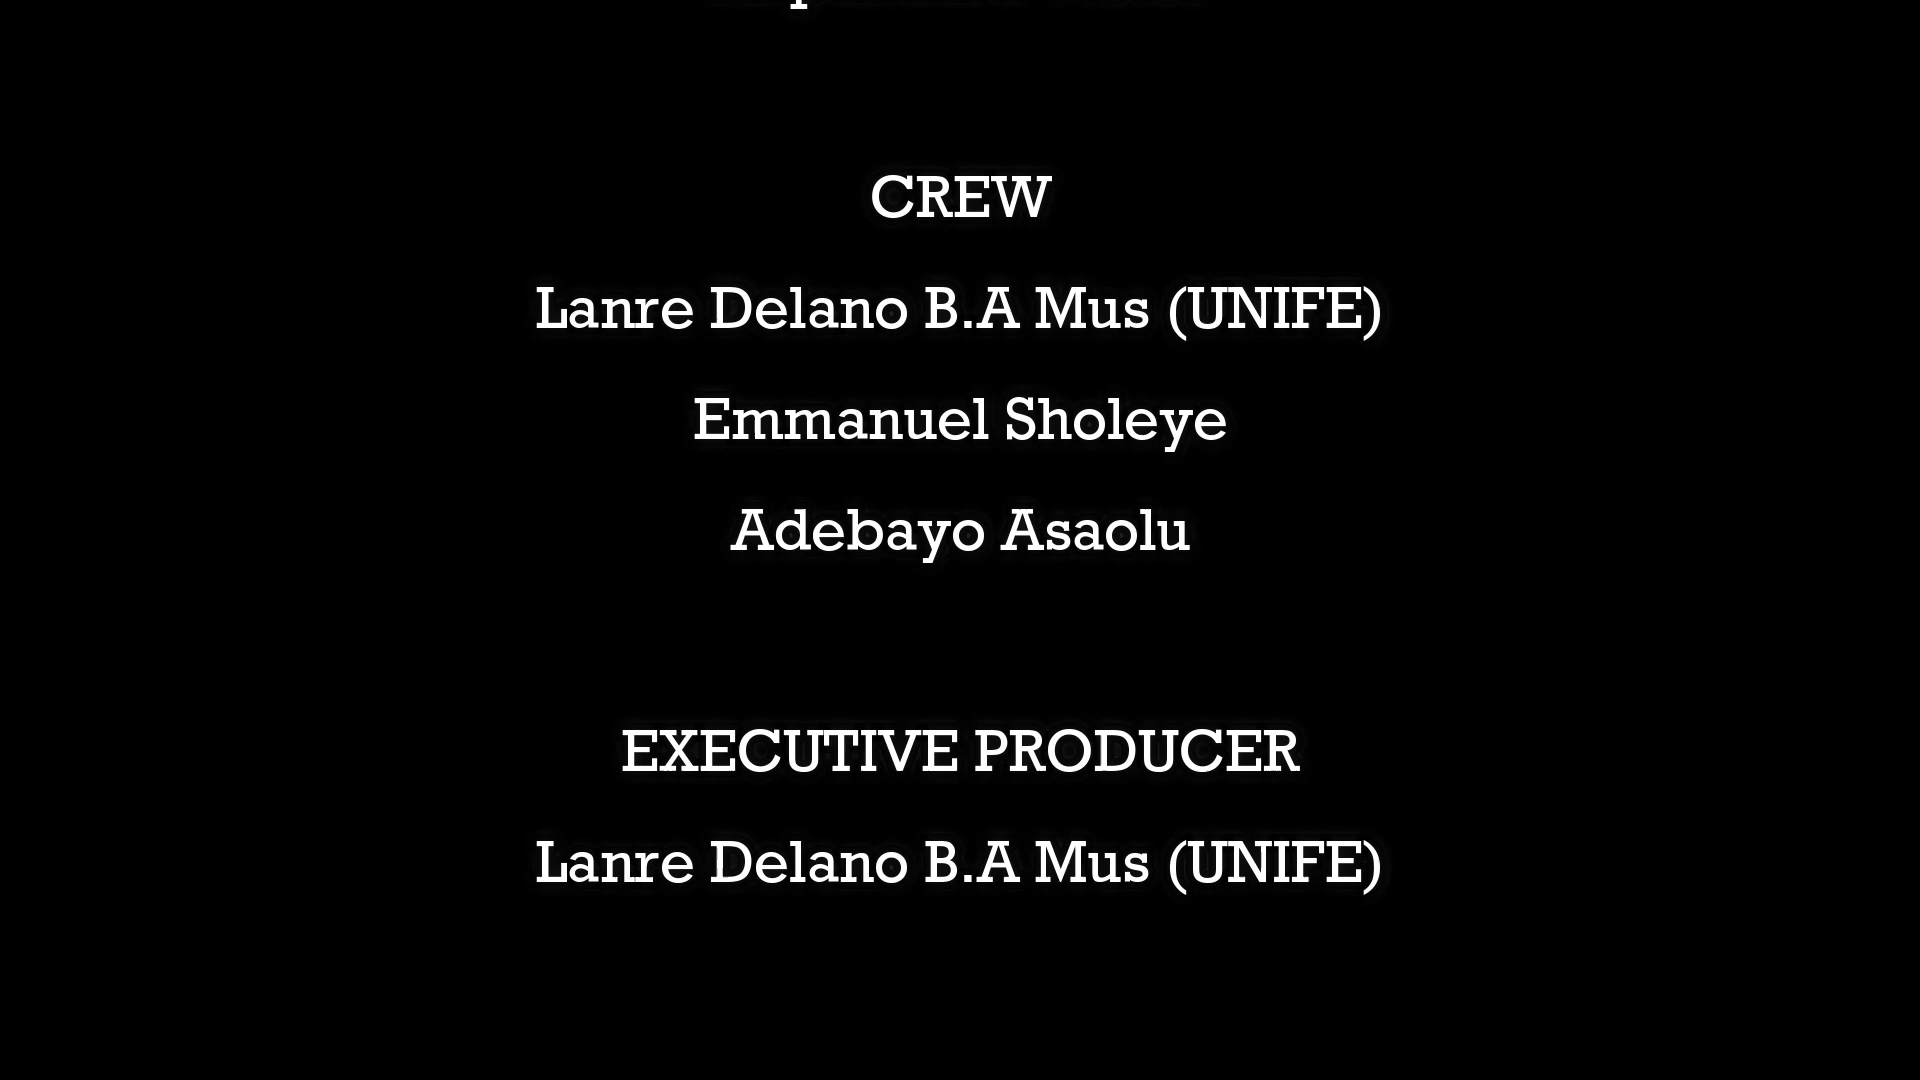 CREW
Lanre Delano B.A Mus (UNIFE)
Emmanuel Sholeye
Adebayo Asaolu
EXECUTIVE PRODUCER
Lanre Delano B.A Mus (UNIFE)